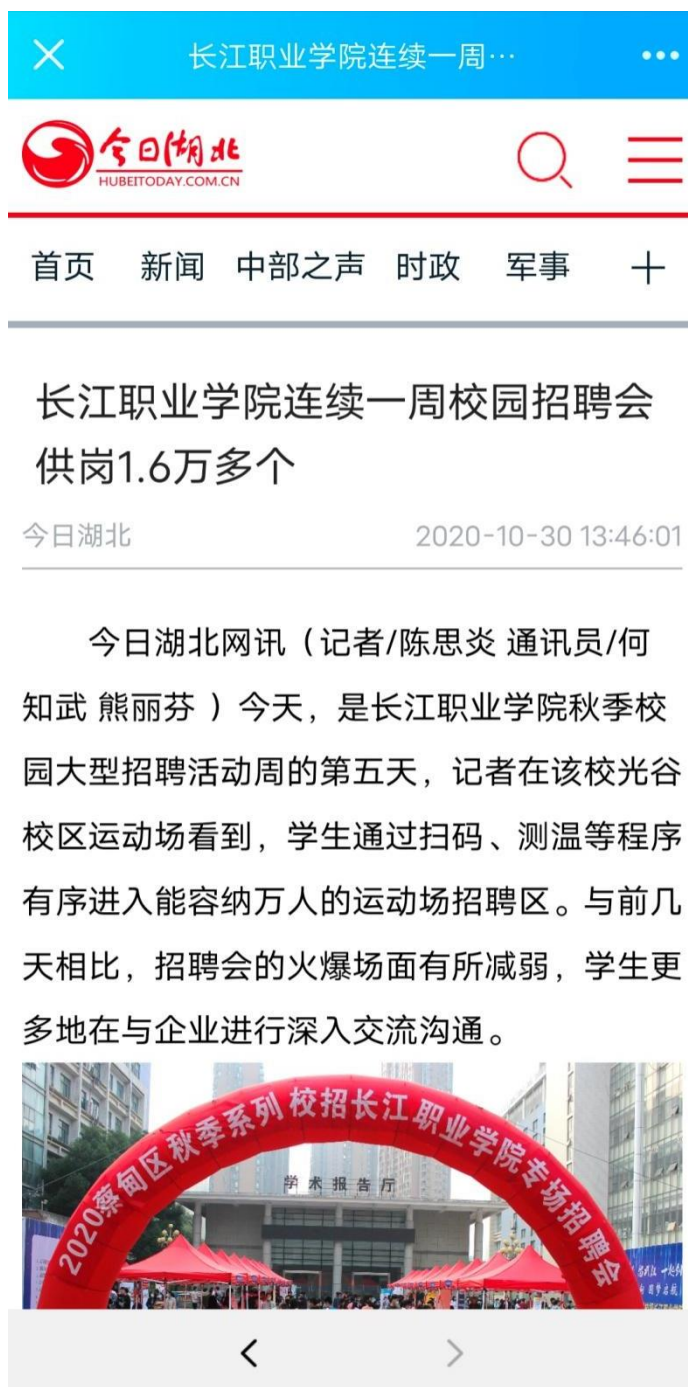 长江职业学院连续一周…
今日湖北
HUBEITODAY.COM.CN
首页 新闻 中部之声 时政 军事
长江职业学院连续一周校园招聘会
供岗1.6万多个
今日湖北 2020-10-30 13:46:01
今日湖北网讯（记者/陈思炎 通讯员/何
知武 熊丽芬 ）今天，是长江职业学院秋季校
园大型招聘活动周的第五天，记者在该校光谷
校区运动场看到，学生通过扫码、测温等程序
有序进入能容纳万人的运动场招聘区。与前几
天相比，招聘会的火爆场面有所减弱，学生更
多地在与企业进行深入交流沟通。
2020蔡甸区秋季系列校招长江职业学院专场招聘会
学术报告厅